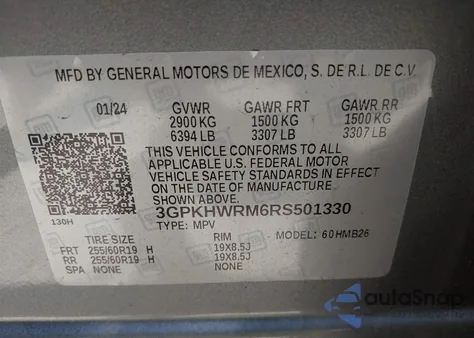 MFD BY GENERAL MOTORS DE MEXICO, S. DE R.L. DE C.V.
01/24 GVWR GAWR FRT GAWR RR
2900 KG 1500 KG 1500 KG
6394 LB 3307 LB 3307 LB
THIS VEHICLE CONFORMS TO ALL
APPLICABLE U.S. FEDERAL MOTOR
VEHICLE SAFETY STANDARDS IN EFFECT
ON THE DATE OF MANUFACTURE
SHOWN ABOVE.
3GPKHWRM6RS501330
130H
TYPE: MPV MODEL: 60HMB26
TIRE SIZE RIM
FRT 255/60R19 H 19X8.5J
RR 255/60R19 H 19X8.5J
SPA NONE NONE
autoSnap